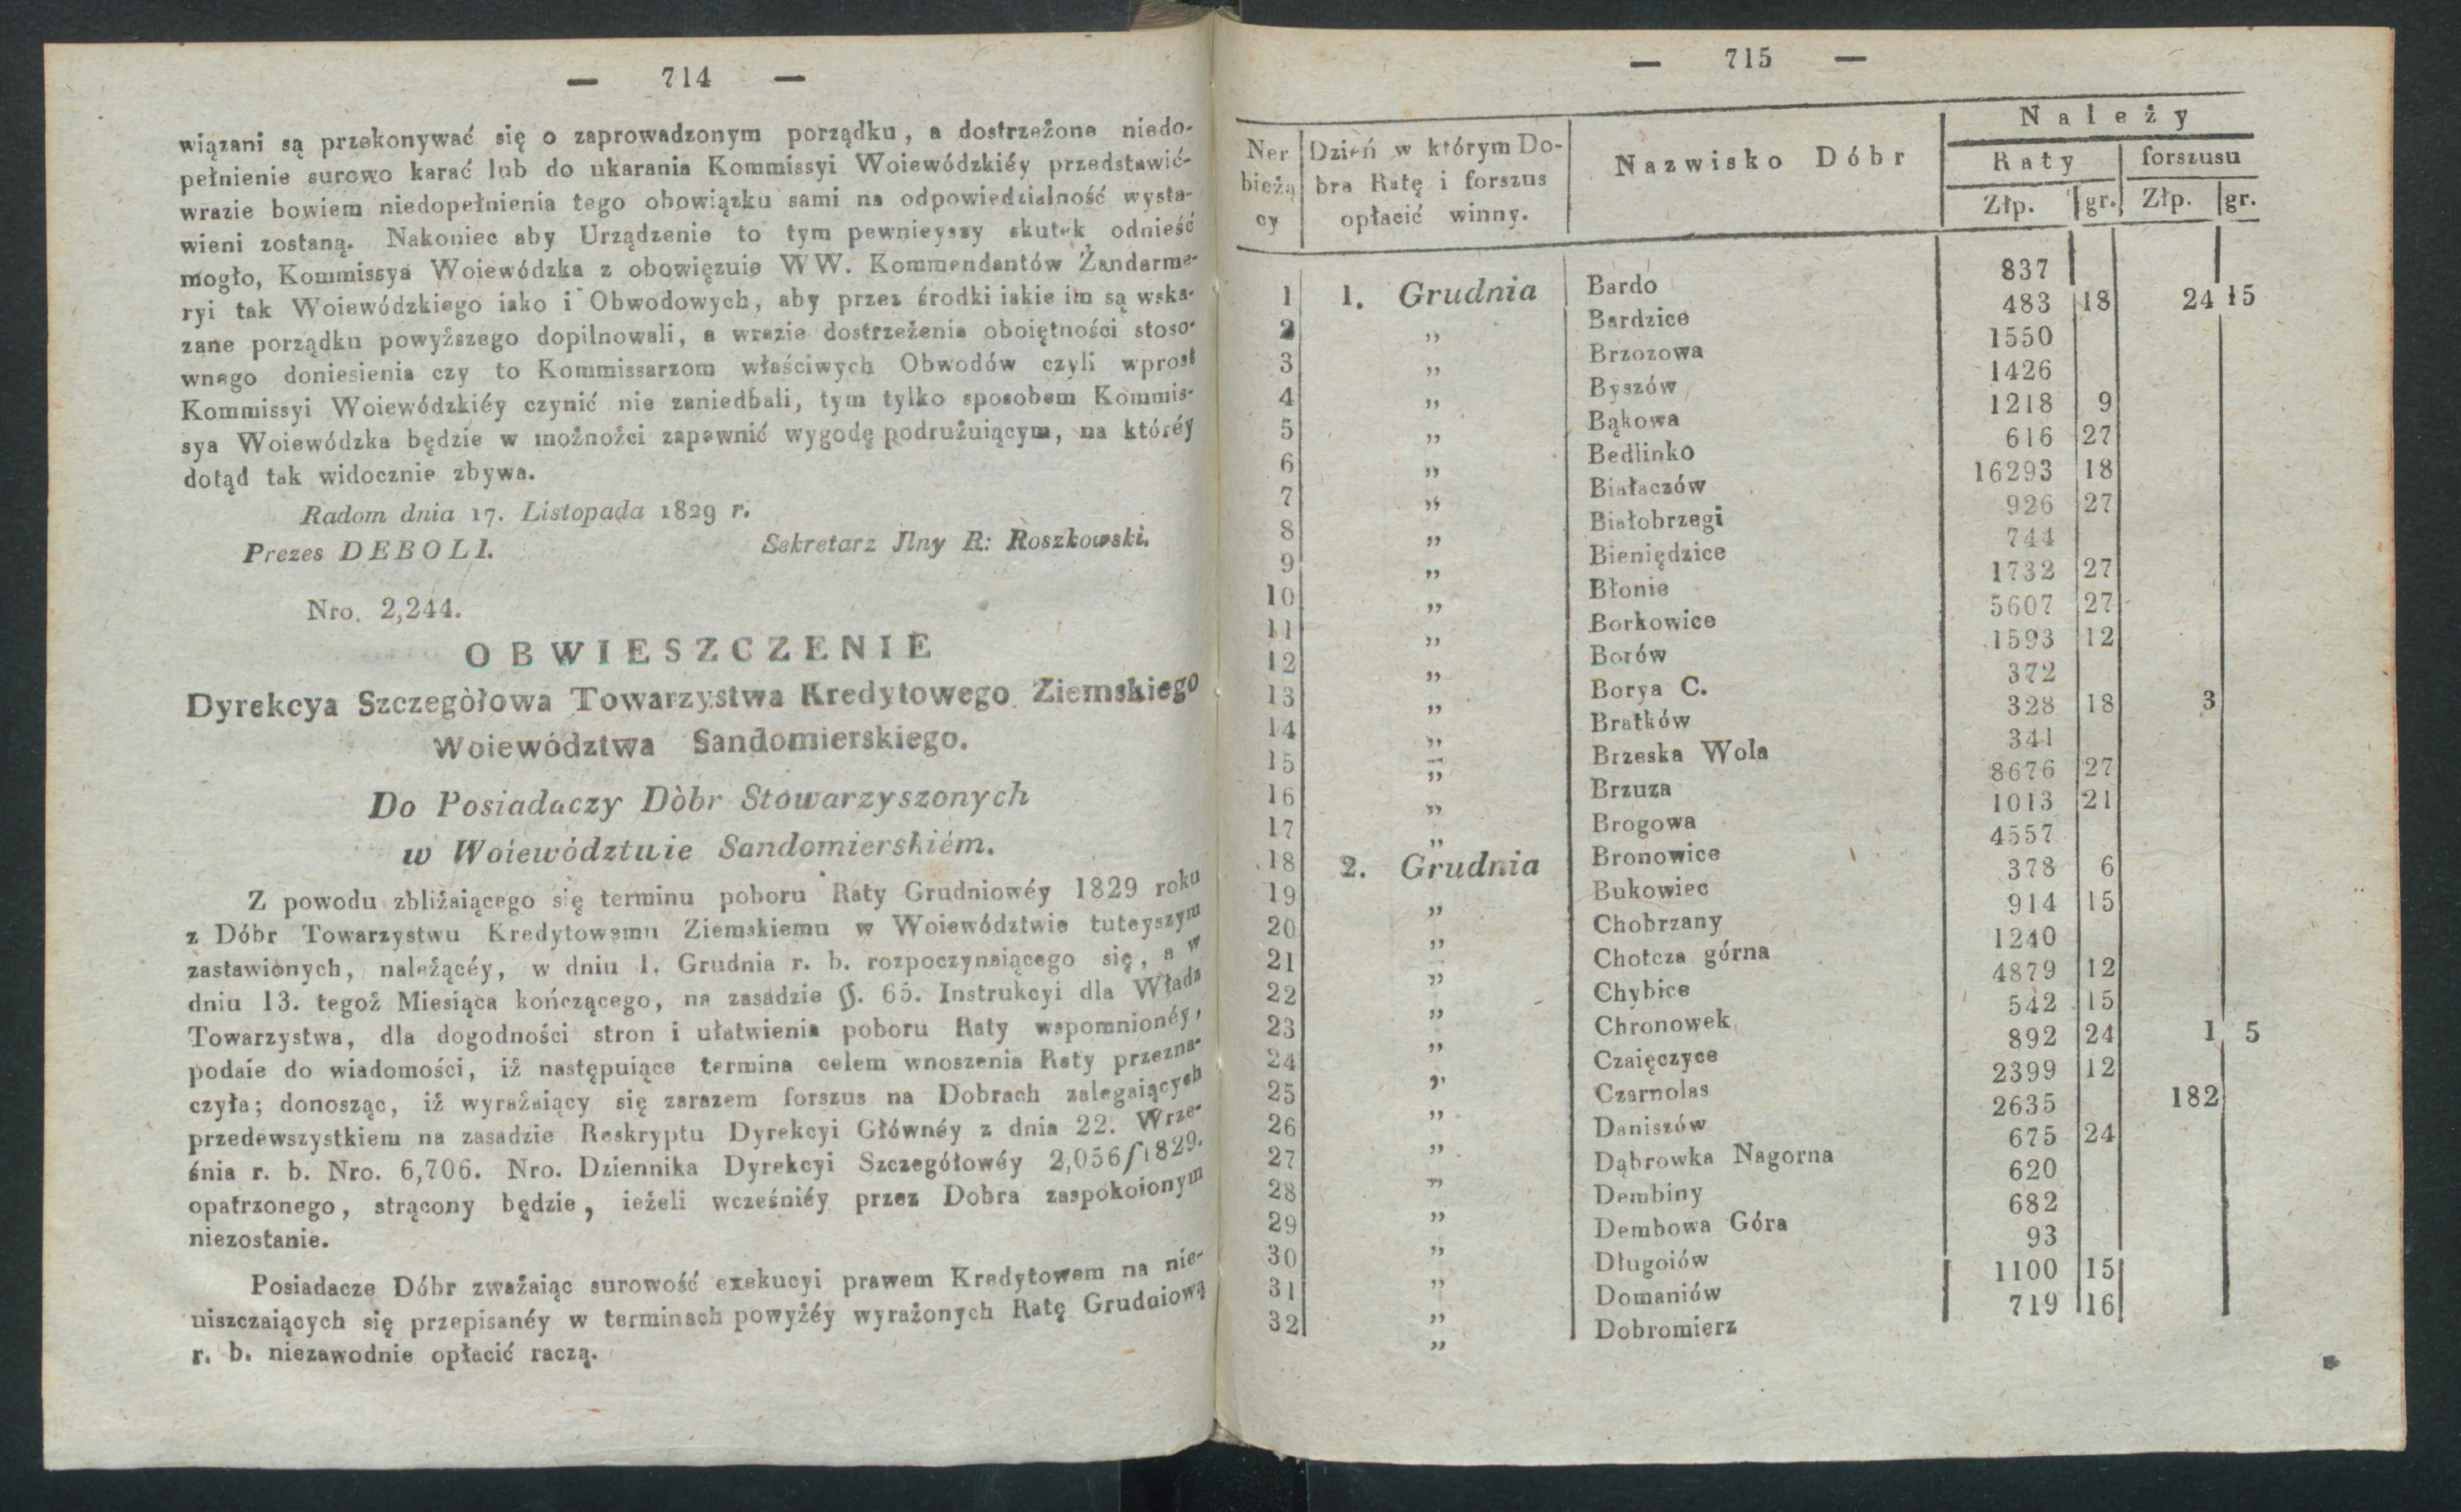 — 714 —
wiązani są przekonywać się o zaprowadzonym porządku, a dostrzeżone niedo-
pełnienie surowo karać lub do ukarania Kommissyi Woiewódzkiéy przedstawić-
wrazie bowiem niedopełnienia tego obowiązku sami na odpowiedzialność wysta-
wieni zostaną. Nakoniec aby Urządzenie to tym pewnieyszy skutek odnieść
mogło, Kommissya Woiewódzka z obowięzuie WW. Kommendantów Żandarme-
ryi tak Woiewódzkiego iako i Obwodowych, aby przez środki iakie im są wska-
zane porządku powyższego dopilnowali, a wrazie dostrzeżenia oboiętności stoso-
wnego doniesienia czy to Kommissarzom właściwych Obwodów czyli wprost
Kommissyi Woiewódzkiéy czynić nie zaniedbali, tym tylko sposobem Kommis-
sya Woiewódzka będzie w możnożci zapewnić wygodę podrużuiącym, na któréy
dotąd tak widocznie zbywa.
Radom dnia 17. Listopada 1829 r.
Prezes DEBOLI. Sekretarz Jlny R: Roszkowski.
Nro. 2,244.
OBWIESZCZENIE
Dyrekcya Szczegòłowa Towarzystwa Kredytowego Ziemskiego
Woiewództwa Sandomierskiego.
Do Posiadaczy Dòbr Stowarzyszonych
w Woiewòdztwie Sandomierskiém.
Z powodu zbliżaiącego się terminu poboru Raty Grudniowéy 1829 roku
z Dóbr Towarzystwu Kredytowemu Ziemskiemu w Woiewództwie tuteyszym
zastawionych, należącéy, w dniu 1. Grudnia r. b. rozpoczynaiącego się, a w
dniu 13. tegoż Miesiąca kończącego, na zasadzie §. 65. Instrukcyi dla Władz
Towarzystwa, dla dogodności stron i ułatwienia poboru Raty wspomnionéy,
podaie do wiadomości, iż następuiące termina celem wnoszenia Raty przezna-
czyła; donosząc, iż wyrażaiący się zarazem forszus na Dobrach zalegaiących
przedewszystkiem na zasadzie Reskryptu Dyrekcyi Głównéy z dnia 22. Wrze-
śnia r. b. Nro. 6,706. Nro. Dziennika Dyrekcyi Szczegółowéy 2,056/1829.
opatrzonego, strącony będzie, ieżeli wcześniéy przez Dobra zaspokoionym
niezostanie.
Posiadacze Dóbr zważaiąc surowość exekucyi prawem Kredytowem na nie-
uiszczaiących się przepisanéy w terminach powyżéy wyrażonych Ratę Grudniową
r. b. niezawodnie opłacić raczą.
— 715 —
Należy
Ner bieżą cy | Dzień w którym Do- bra Ratę i forszus opłacić winny. | Nazwisko Dóbr | Raty | forszusu
Złp. | gr. | Złp. | gr.
1 1. Grudnia Bardo 837
2 „ Bardzice 483 18 24 15
3 „ Brzozowa 1550
4 „ Byszów 1426
5 „ Bąkowa 1218 9
6 „ Bedlinko 616 27
7 „ Białaczów 16293 18
8 „ Białobrzegi 926 27
9 „ Bieniędzice 744
10 „ Błonie 1732 27
11 „ Borkowice 5607 27
12 „ Borów 1593 12
13 „ Borya C. 372
14 „ Bratków 328 18 3
15 „ Brzeska Wola 341
16 „ Brzuza 8676 27
17 „ Brogowa 1013 21
18 2. Grudnia Bronowice 4557
19 „ Bukowiec 378 6
20 „ Chobrzany 914 15
21 „ Chotcza górna 1240
22 „ Chybice 4879 12
23 „ Chronowek 542 15
24 „ Czaięczyce 892 24 1 5
25 „ Czarnolas 2399 12
26 „ Daniszów 2635 182
27 „ Dąbrowka Nagorna 675 24
28 „ Dembiny 620
29 „ Dembowa Góra 682
30 „ Długoiów 93
31 „ Domaniów 1100 15
32 „ Dobromierz 719 16